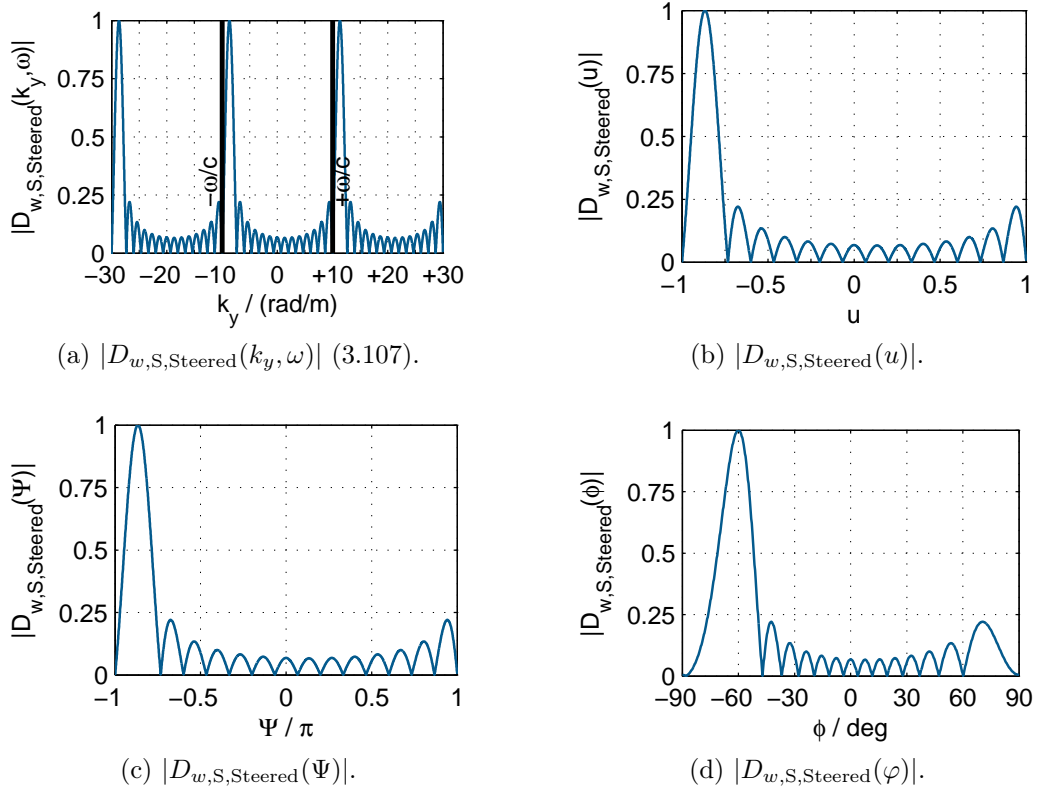 |D_{w,S,Steered}(k_y,ω)|
1
0.75
0.5
0.25
0
−ω/c
+ω/c
−30 −20 −10 0 +10 +20 +30
k_y / (rad/m)
(a) |D_{w,S,Steered}(k_y, ω)| (3.107).
|D_{w,S,Steered}(u)|
1
0.75
0.5
0.25
0
−1 −0.5 0 0.5 1
u
(b) |D_{w,S,Steered}(u)|.
|D_{w,S,Steered}(Ψ)|
1
0.75
0.5
0.25
0
−1 −0.5 0 0.5 1
Ψ / π
(c) |D_{w,S,Steered}(Ψ)|.
|D_{w,S,Steered}(ϕ)|
1
0.75
0.5
0.25
0
−90 −60 −30 0 30 60 90
ϕ / deg
(d) |D_{w,S,Steered}(φ)|.